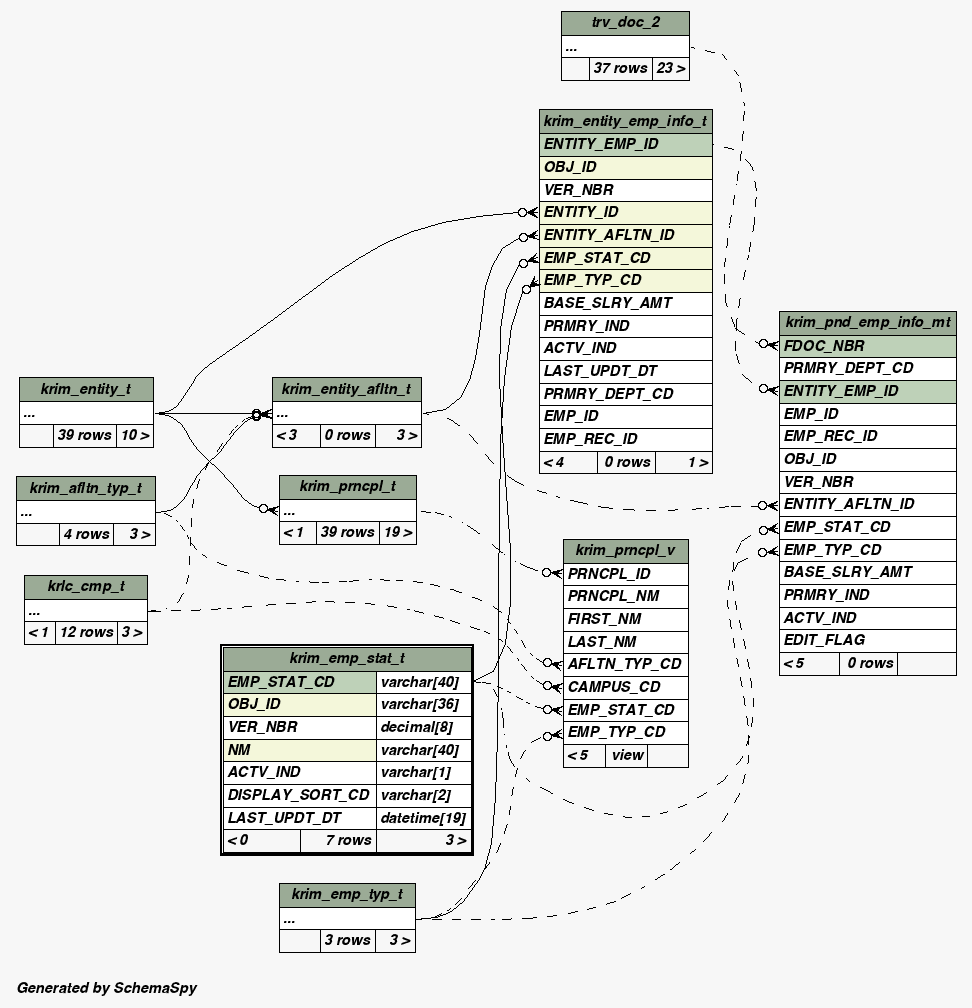 trv_doc_2
...
37 rows 23 >
krim_entity_emp_info_t
ENTITY_EMP_ID
OBJ_ID
VER_NBR
ENTITY_ID
ENTITY_AFLTN_ID
EMP_STAT_CD
EMP_TYP_CD
BASE_SLRY_AMT
PRMRY_IND
ACTV_IND
LAST_UPDT_DT
PRMRY_DEPT_CD
EMP_ID
EMP_REC_ID
< 4 0 rows 1 >
krim_pnd_emp_info_mt
FDOC_NBR
PRMRY_DEPT_CD
ENTITY_EMP_ID
EMP_ID
EMP_REC_ID
OBJ_ID
VER_NBR
ENTITY_AFLTN_ID
EMP_STAT_CD
EMP_TYP_CD
BASE_SLRY_AMT
PRMRY_IND
ACTV_IND
EDIT_FLAG
< 5 0 rows
krim_entity_t
...
39 rows 10 >
krim_entity_afltn_t
...
< 3 0 rows 3 >
krim_afltn_typ_t
...
4 rows 3 >
krim_prncpl_t
...
< 1 39 rows 19 >
krlc_cmp_t
...
< 1 12 rows 3 >
krim_prncpl_v
PRNCPL_ID
PRNCPL_NM
FIRST_NM
LAST_NM
AFLTN_TYP_CD
CAMPUS_CD
EMP_STAT_CD
EMP_TYP_CD
< 5 view
krim_emp_stat_t
EMP_STAT_CD varchar[40]
OBJ_ID varchar[36]
VER_NBR decimal[8]
NM varchar[40]
ACTV_IND varchar[1]
DISPLAY_SORT_CD varchar[2]
LAST_UPDT_DT datetime[19]
< 0 7 rows 3 >
krim_emp_typ_t
...
3 rows 3 >
Generated by SchemaSpy